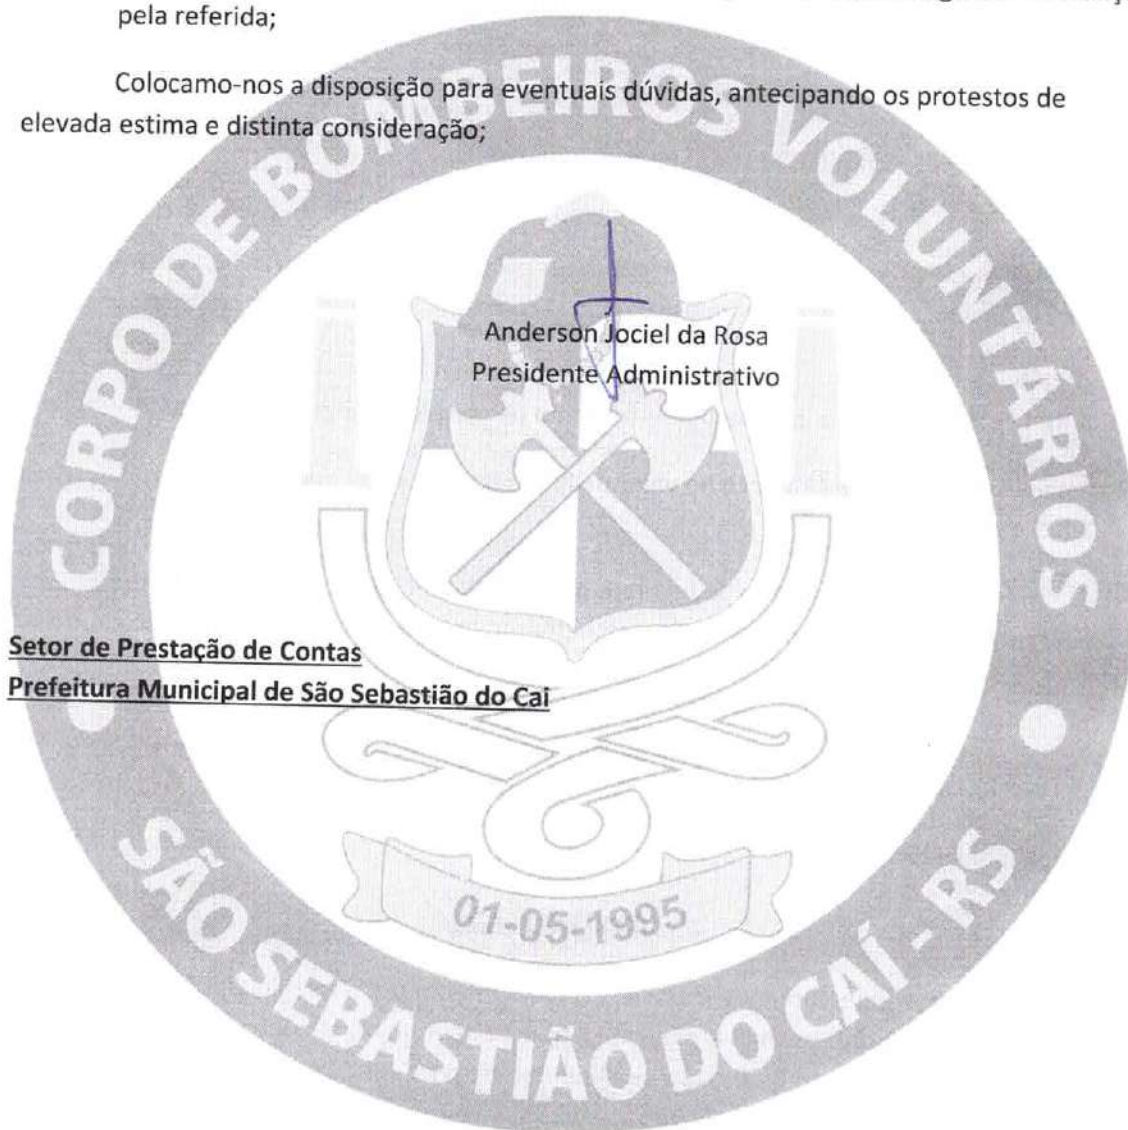 pela referida;
Colocamo-nos a disposição para eventuais dúvidas, antecipando os protestos de
elevada estima e distinta consideração;
CORPO DE BOMBEIROS VOLUNTÁRIOS
Anderson Jociel da Rosa
Presidente Administrativo
Setor de Prestação de Contas
Prefeitura Municipal de São Sebastião do Cai
01-05-1995
SÃO SEBASTIÃO DO CAÍ - RS